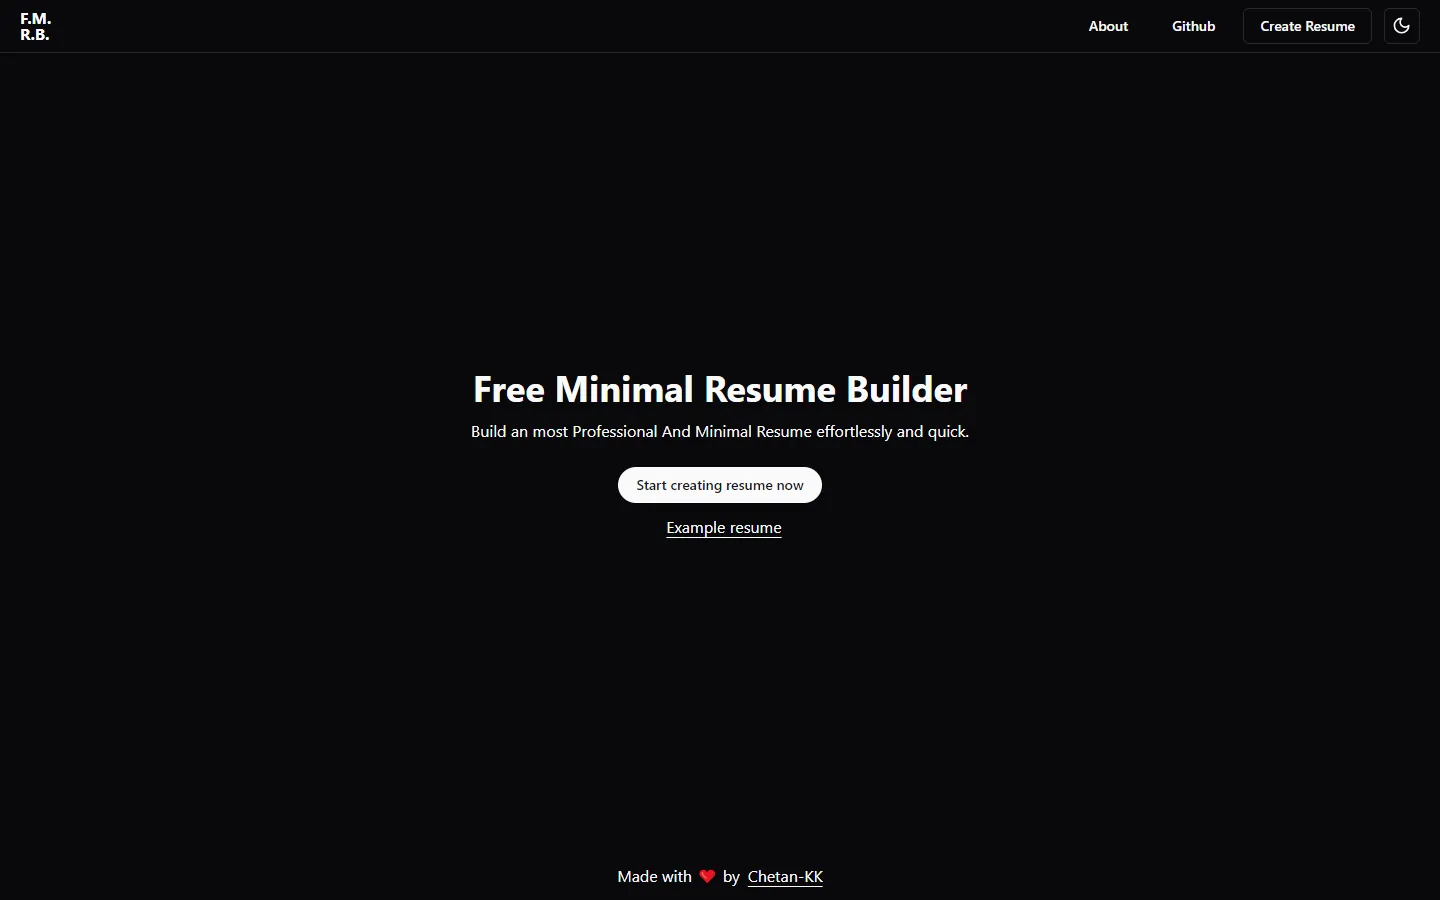 F.M.
R.B.
About
Github
Create Resume
Free Minimal Resume Builder
Build an most Professional And Minimal Resume effortlessly and quick.
Start creating resume now
Example resume
Made with ❤️ by Chetan-KK